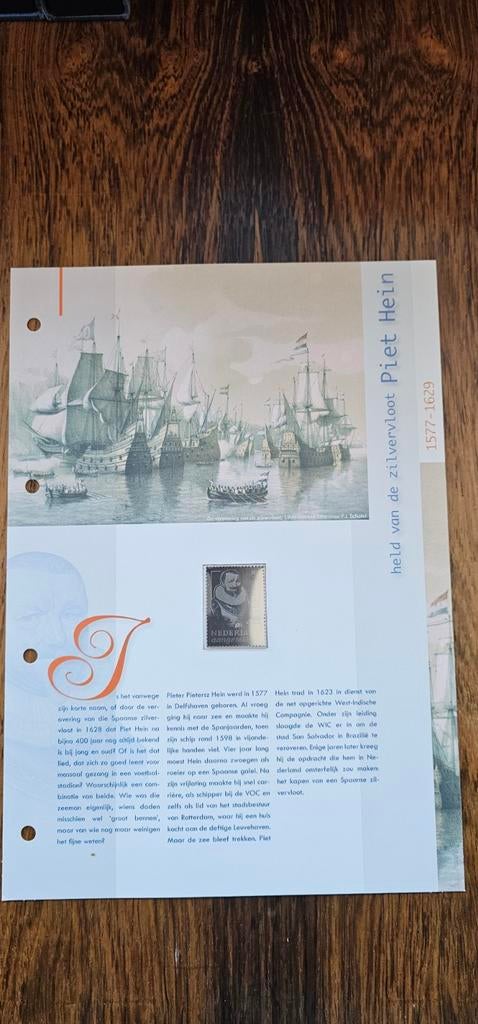 held van de zilvervloot Piet Hein
1577-1629
NEDERLAND
aangetekend
Is het vanwege
zijn korte naam, of door de ver-
overing van die Spaanse zilver-
vloot in 1628 dat Piet Hein na
bijna 400 jaar nog altijd bekend
is bij jong en oud? Of is het dat
lied, dat zich zo goed leent voor
massaal gezang in een voetbal-
stadion? Waarschijnlijk een com-
binatie van beide. Wie was die
zeeman eigenlijk, wiens daden
misschien wel 'groot bennen',
maar van wie nog maar weinigen
het fijne weten?
Pieter Pietersz Hein werd in 1577
in Delfshaven geboren. Al vroeg
ging hij naar zee en maakte hij
kennis met de Spanjaarden, toen
zijn schip rond 1598 in vijande-
lijke handen viel. Vier jaar lang
moest Hein daarna zwoegen als
roeier op een Spaanse galei. Na
zijn vrijlating maakte hij snel car-
rière, als schipper bij de VOC en
zelfs als lid van het stadsbestuur
van Rotterdam, waar hij een huis
kocht aan de deftige Leuvehaven.
Maar de zee bleef trekken. Piet
Hein trad in 1623 in dienst van
de net opgerichte West-Indische
Compagnie. Onder zijn leiding
slaagde de WIC er in om de
stad San Salvador in Brazilië te
veroveren. Enige jaren later kreeg
hij de opdracht die hem in Ne-
derland onsterfelijk zou maken:
het kapen van een Spaanse zil-
vervloot.